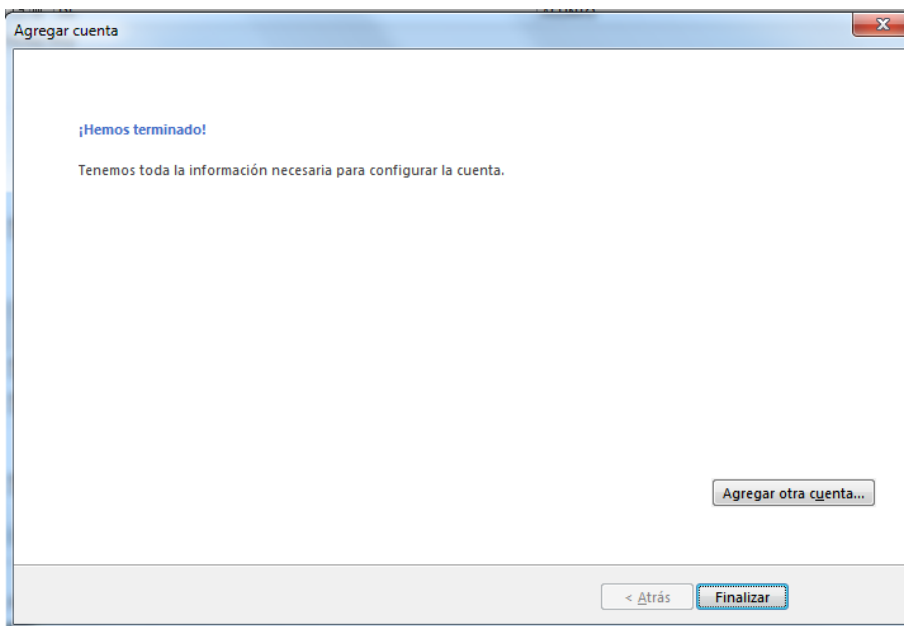 Agregar cuenta
¡Hemos terminado!
Tenemos toda la información necesaria para configurar la cuenta.
Agregar otra cuenta...
< Atrás
Finalizar